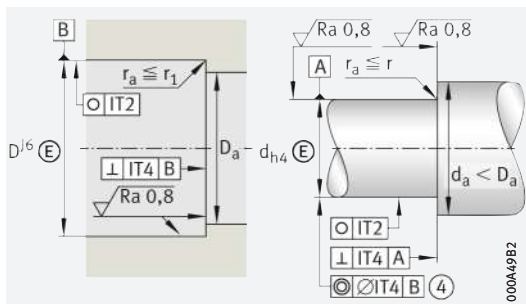 B
r_a ≦ r_1
○ IT2
D^j6 Ⓔ
D_a
⊥ IT4 B
Ra 0,8
Ra 0,8
Ra 0,8
A
r_a ≦ r
d_h4 Ⓔ
d_a < D_a
○ IT2
⊥ IT4 A
◎ ∅IT4 B ④
000A49B2